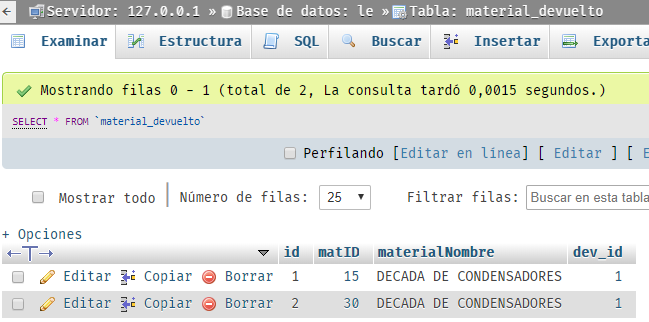 Servidor: 127.0.0.1 » Base de datos: le » Tabla: material_devuelto
Examinar Estructura SQL Buscar Insertar Exporta
Mostrando filas 0 - 1 (total de 2, La consulta tardó 0,0015 segundos.)
SELECT * FROM `material_devuelto`
Perfilando [Editar en línea] [ Editar ] [ E
Mostrar todo | Número de filas: 25 Filtrar filas: Buscar en esta tabla
+ Opciones
←T→ id matID materialNombre dev_id
Editar Copiar Borrar 1 15 DECADA DE CONDENSADORES 1
Editar Copiar Borrar 2 30 DECADA DE CONDENSADORES 1